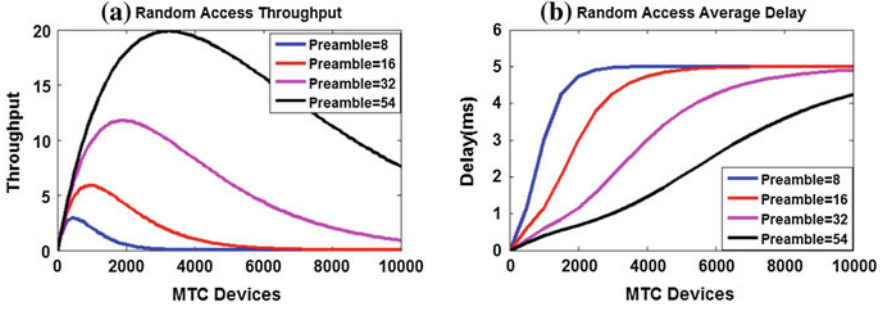 (a) Random Access Throughput
20
15
10
5
0
Throughput
Preamble=8
Preamble=16
Preamble=32
Preamble=54
0 2000 4000 6000 8000 10000
MTC Devices
(b) Random Access Average Delay
6
5
4
3
2
1
0
Delay(ms)
Preamble=8
Preamble=16
Preamble=32
Preamble=54
0 2000 4000 6000 8000 10000
MTC Devices